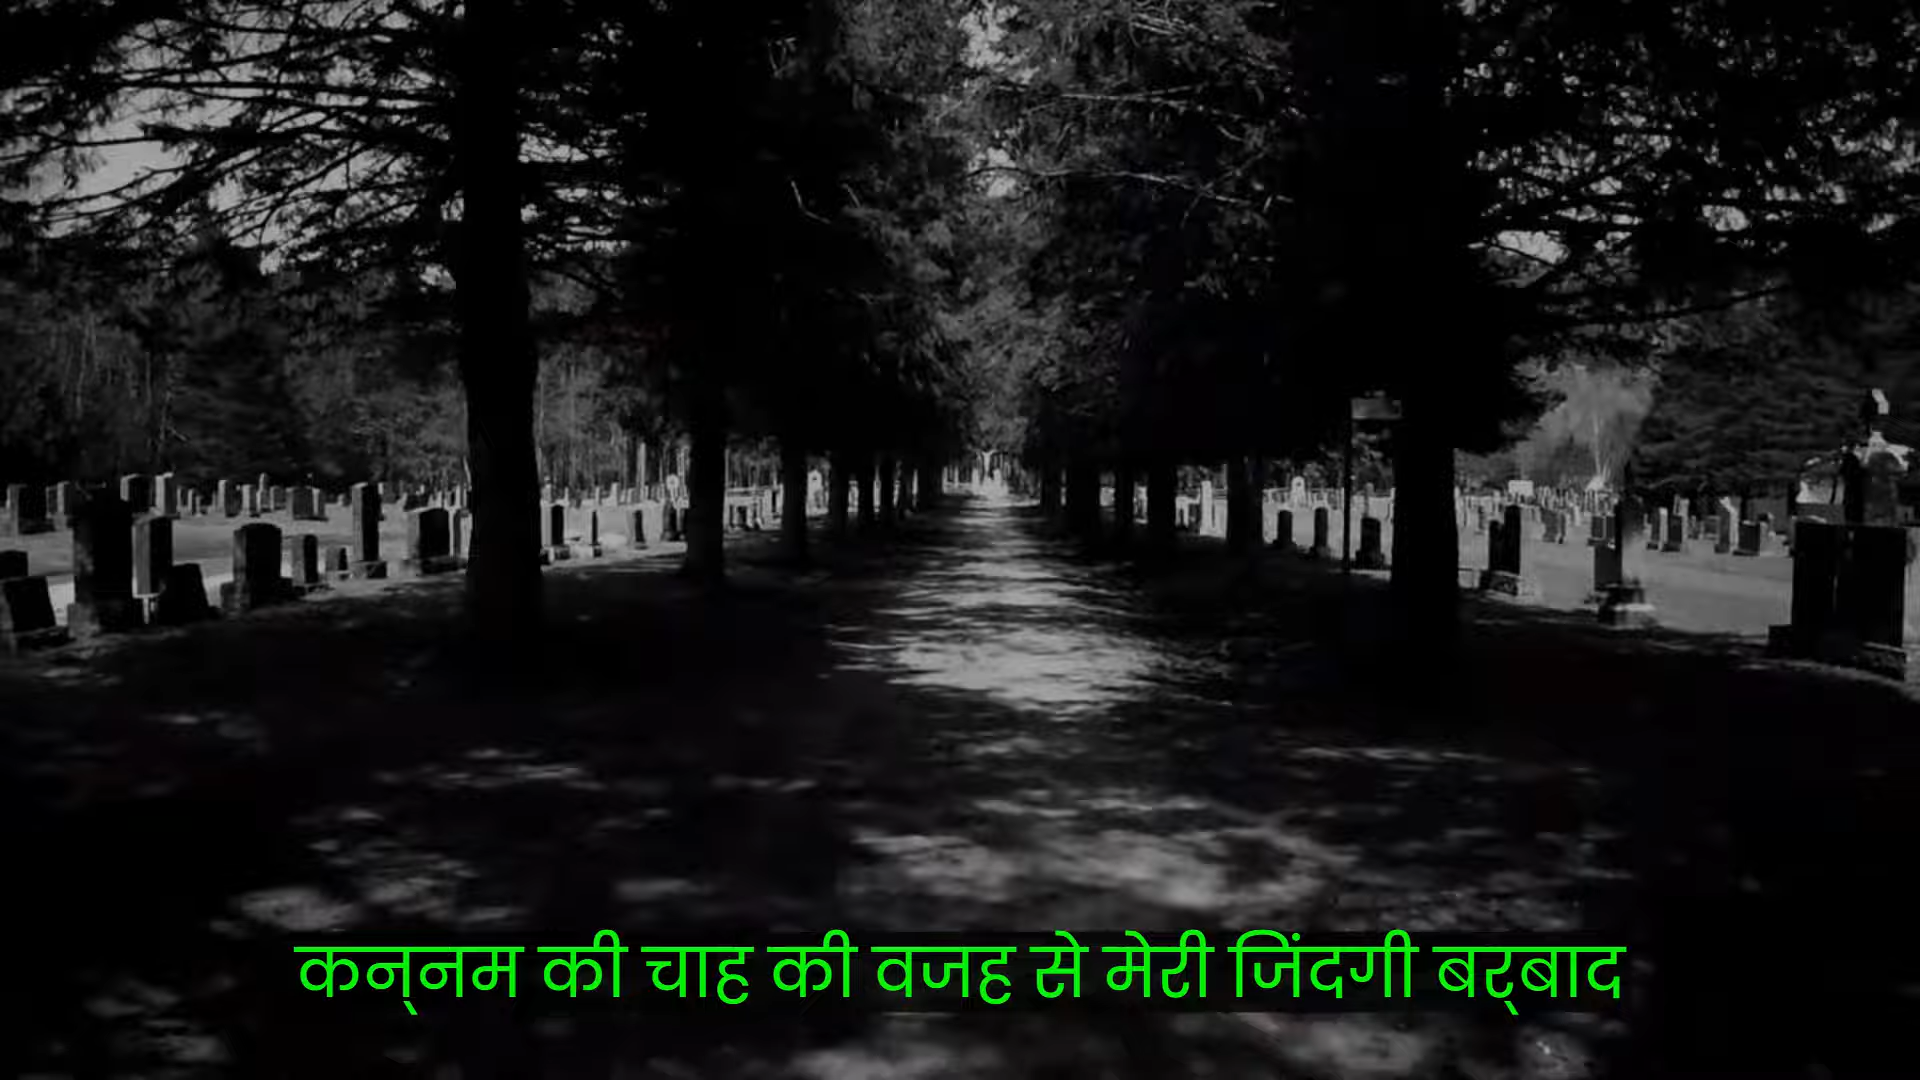 कन्‌नम की चाह की वजह से मेरी जिंदगी बर्‌बाद